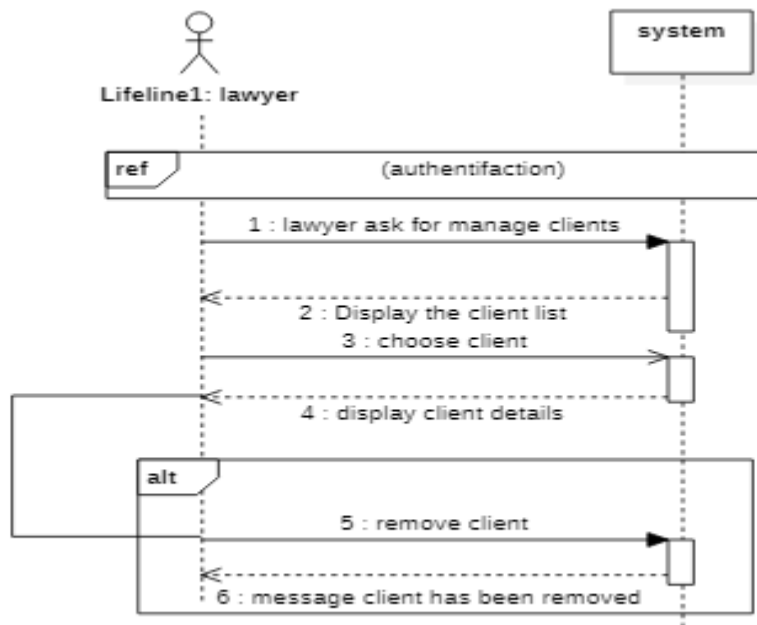 system
Lifeline1: lawyer
ref
(authentifaction)
1 : lawyer ask for manage clients
2 : Display the client list
3 : choose client
4 : display client details
alt
5 : remove client
6 : message client has been removed